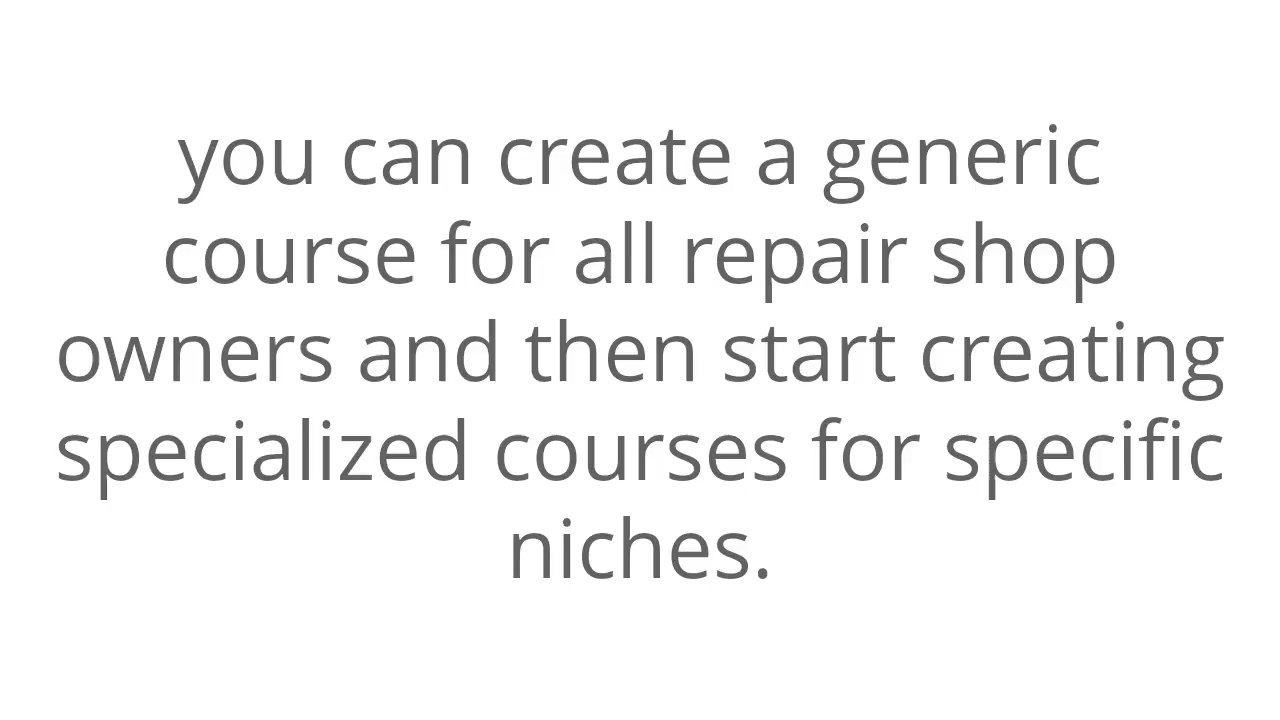 you can create a generic
course for all repair shop
owners and then start creating
specialized courses for specific
niches.